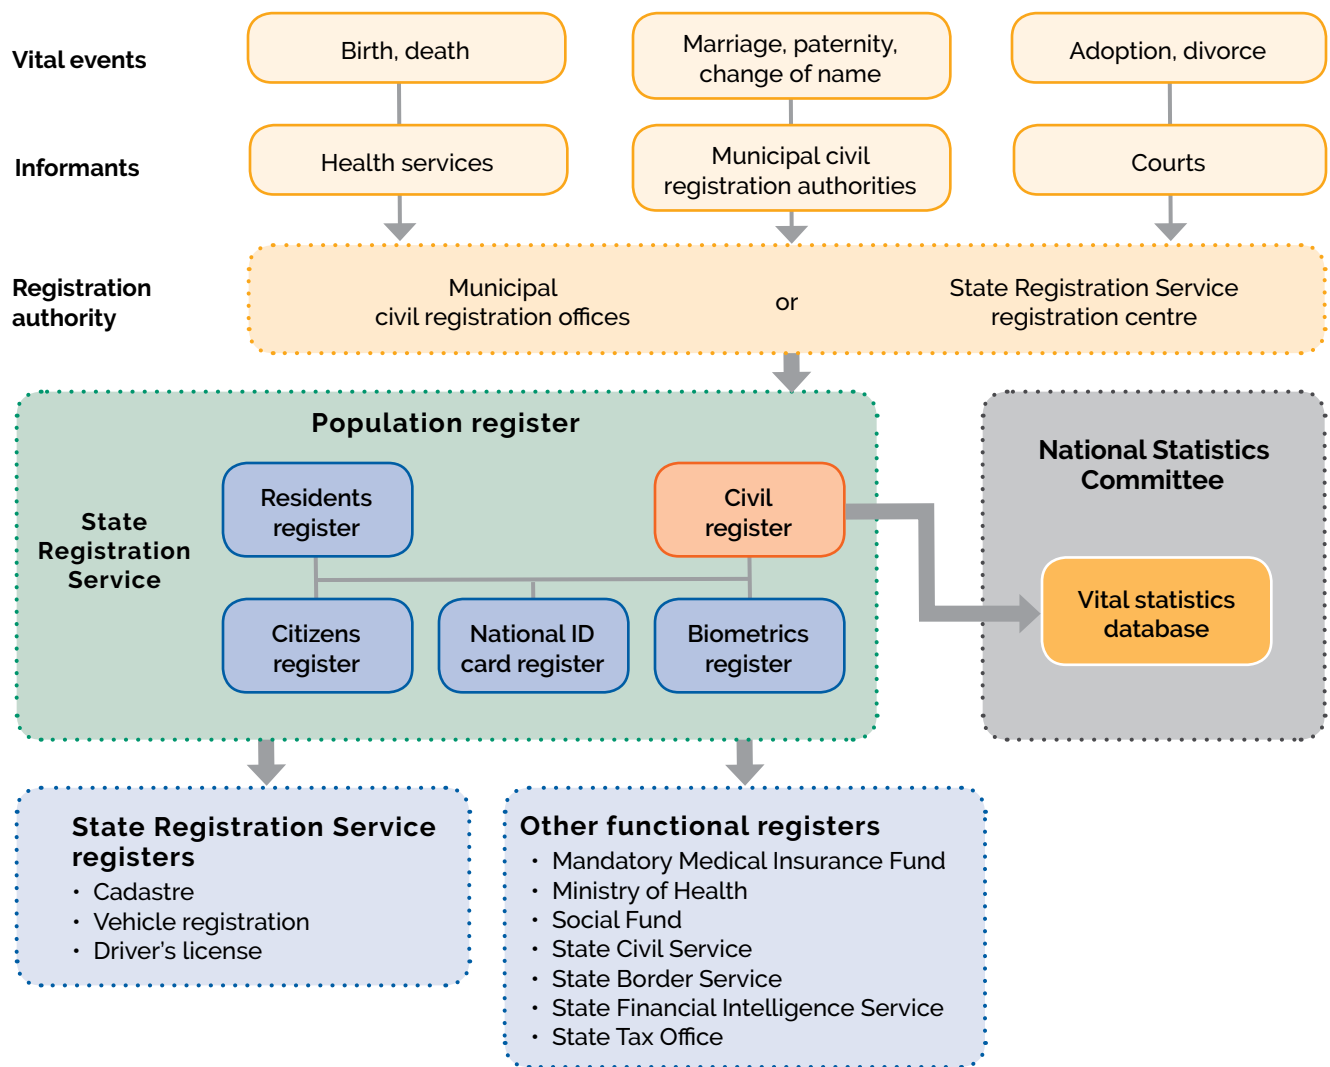 Vital events
Birth, death
Marriage, paternity,
change of name
Adoption, divorce
Informants
Health services
Municipal civil
registration authorities
Courts
Registration
authority
Municipal
civil registration offices
or
State Registration Service
registration centre
Population register
State
Registration
Service
Residents
register
Civil
register
Citizens
register
National ID
card register
Biometrics
register
National Statistics
Committee
Vital statistics
database
State Registration Service
registers
• Cadastre
• Vehicle registration
• Driver’s license
Other functional registers
• Mandatory Medical Insurance Fund
• Ministry of Health
• Social Fund
• State Civil Service
• State Border Service
• State Financial Intelligence Service
• State Tax Office